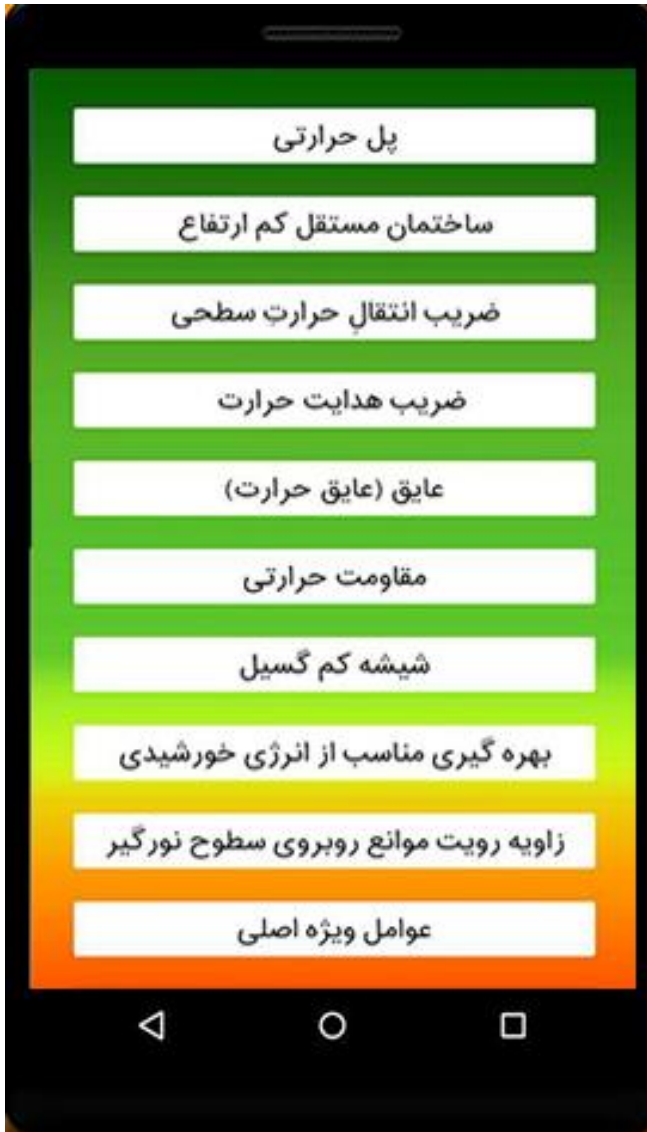 پل حرارتی
ساختمان مستقل کم ارتفاع
ضریب انتقالِ حرارتِ سطحی
ضریب هدایت حرارت
عایق (عایق حرارت)
مقاومت حرارتی
شیشه کم گسیل
بهره گیری مناسب از انرژی خورشیدی
زاویه رویت موانع روبروی سطوح نورگیر
عوامل ویژه اصلی